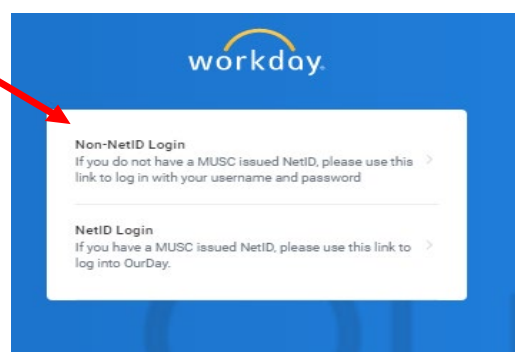 workday.
Non-NetID Login
If you do not have a MUSC issued NetID, please use this
link to log in with your username and password
NetID Login
If you have a MUSC issued NetID, please use this link to
log into OurDay.